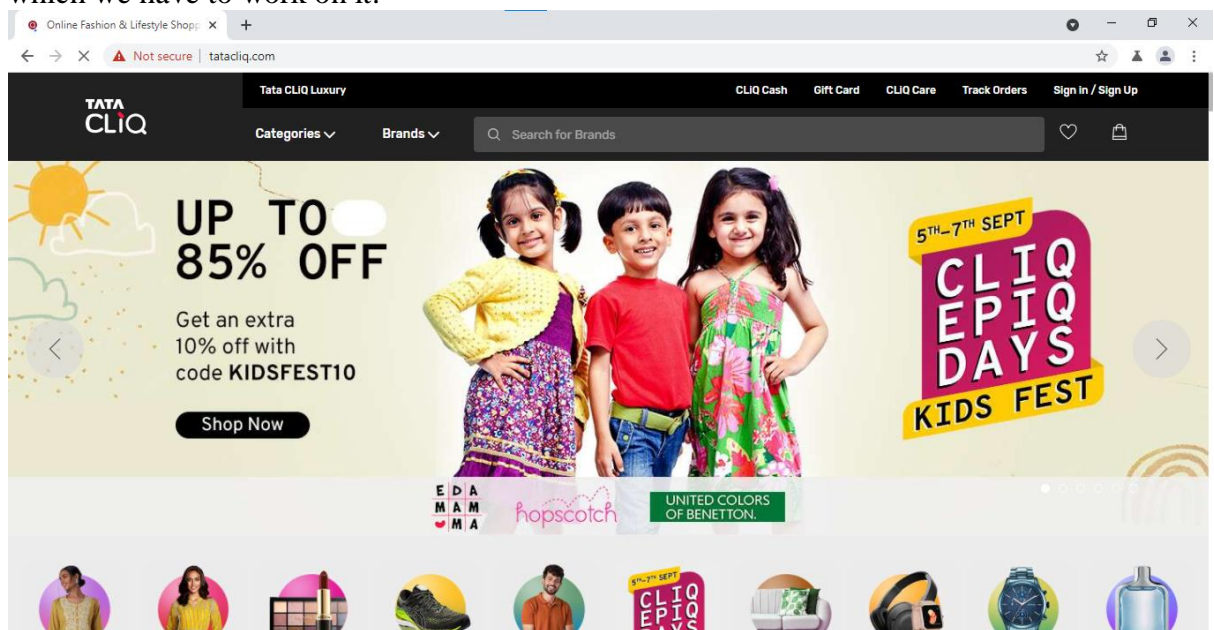 which we have to work on it.
Online Fashion & Lifestyle Shopp
Not secure | tatacliq.com
Tata CLiQ Luxury
CLiQ Cash
Gift Card
CLiQ Care
Track Orders
Sign in / Sign Up
TATA
CLiQ
Categories
Brands
Search for Brands
UP TO
85% OFF
Get an extra
10% off with
code KIDSFEST10
Shop Now
5TH-7TH SEPT
CLIQ
EPIQ
DAYS
KIDS FEST
EDA
MAM
MA
hopscotch
UNITED COLORS
OF BENETTON.
5TH-7TH SEPT
CLIQ
EPIQ
DAYS